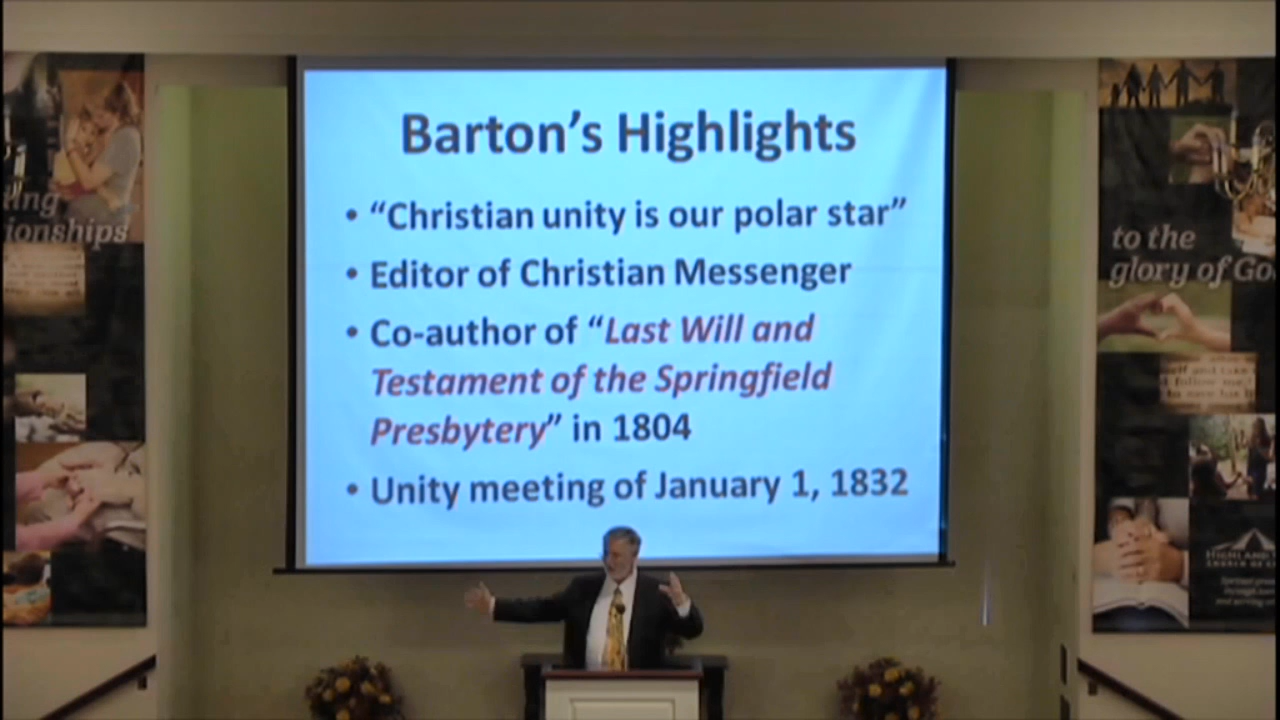 Barton’s Highlights
• “Christian unity is our polar star”
• Editor of Christian Messenger
• Co-author of “Last Will and
Testament of the Springfield
Presbytery” in 1804
• Unity meeting of January 1, 1832
ionships
to the
glory of Go